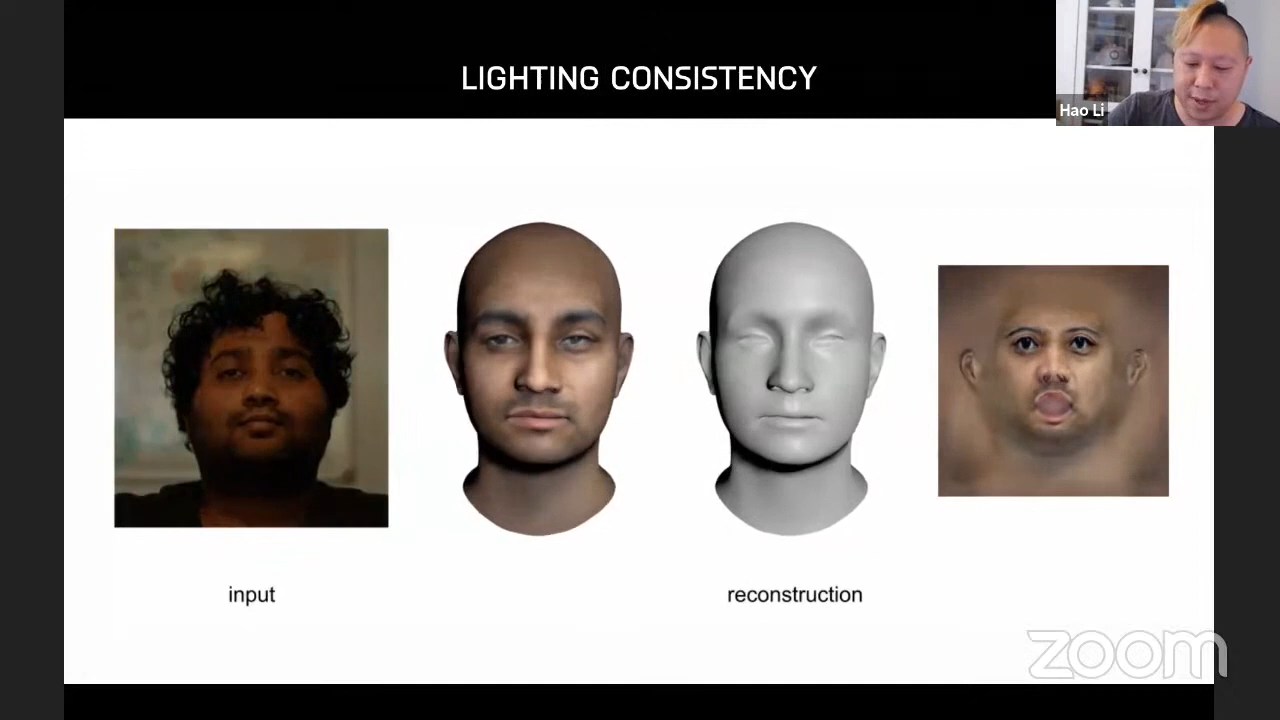 LIGHTING CONSISTENCY
Hao Li
input
reconstruction
zoom